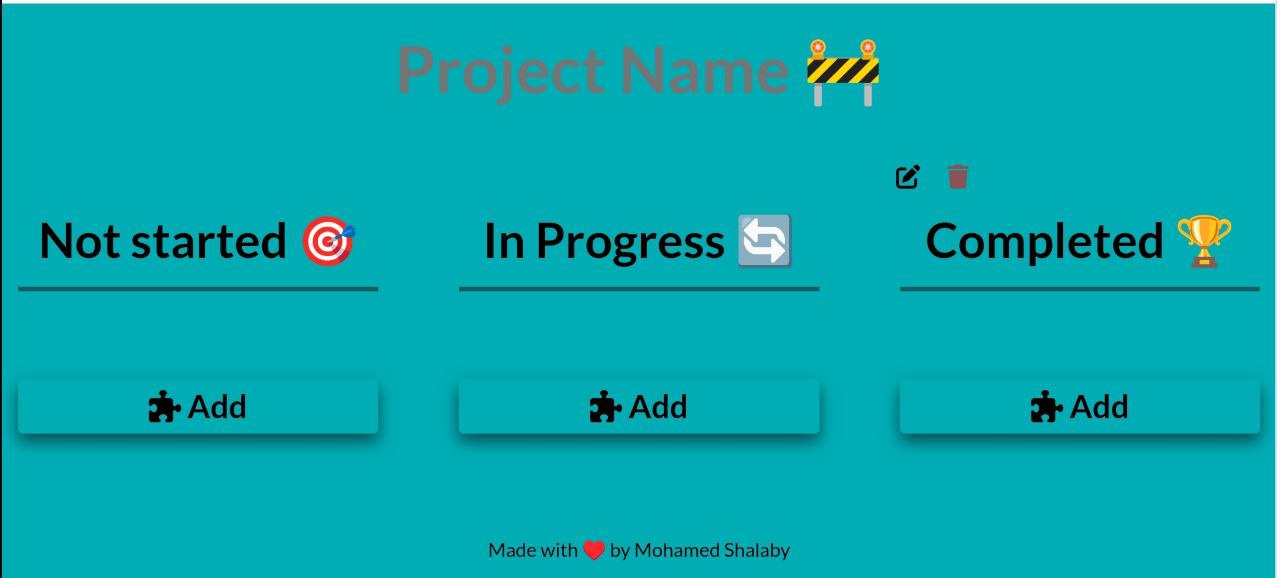 Project Name 🚧
Not started 🎯
In Progress 🔄
Completed 🏆
Add
Add
Add
Made with ❤️ by Mohamed Shalaby